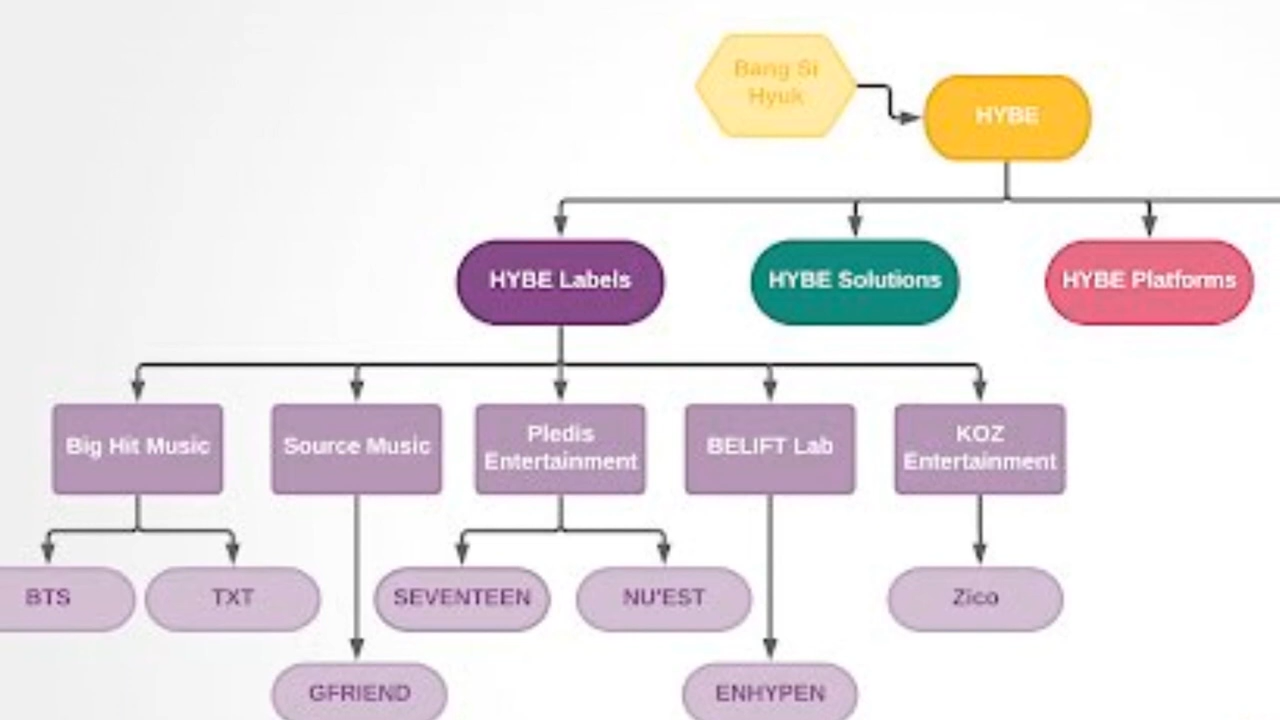 Bang Si
Hyuk
HYBE
HYBE Labels
HYBE Solutions
HYBE Platforms
Big Hit Music
Source Music
Pledis
Entertainment
BELIFT Lab
KOZ
Entertainment
BTS
TXT
SEVENTEEN
NU'EST
Zico
GFRIEND
ENHYPEN